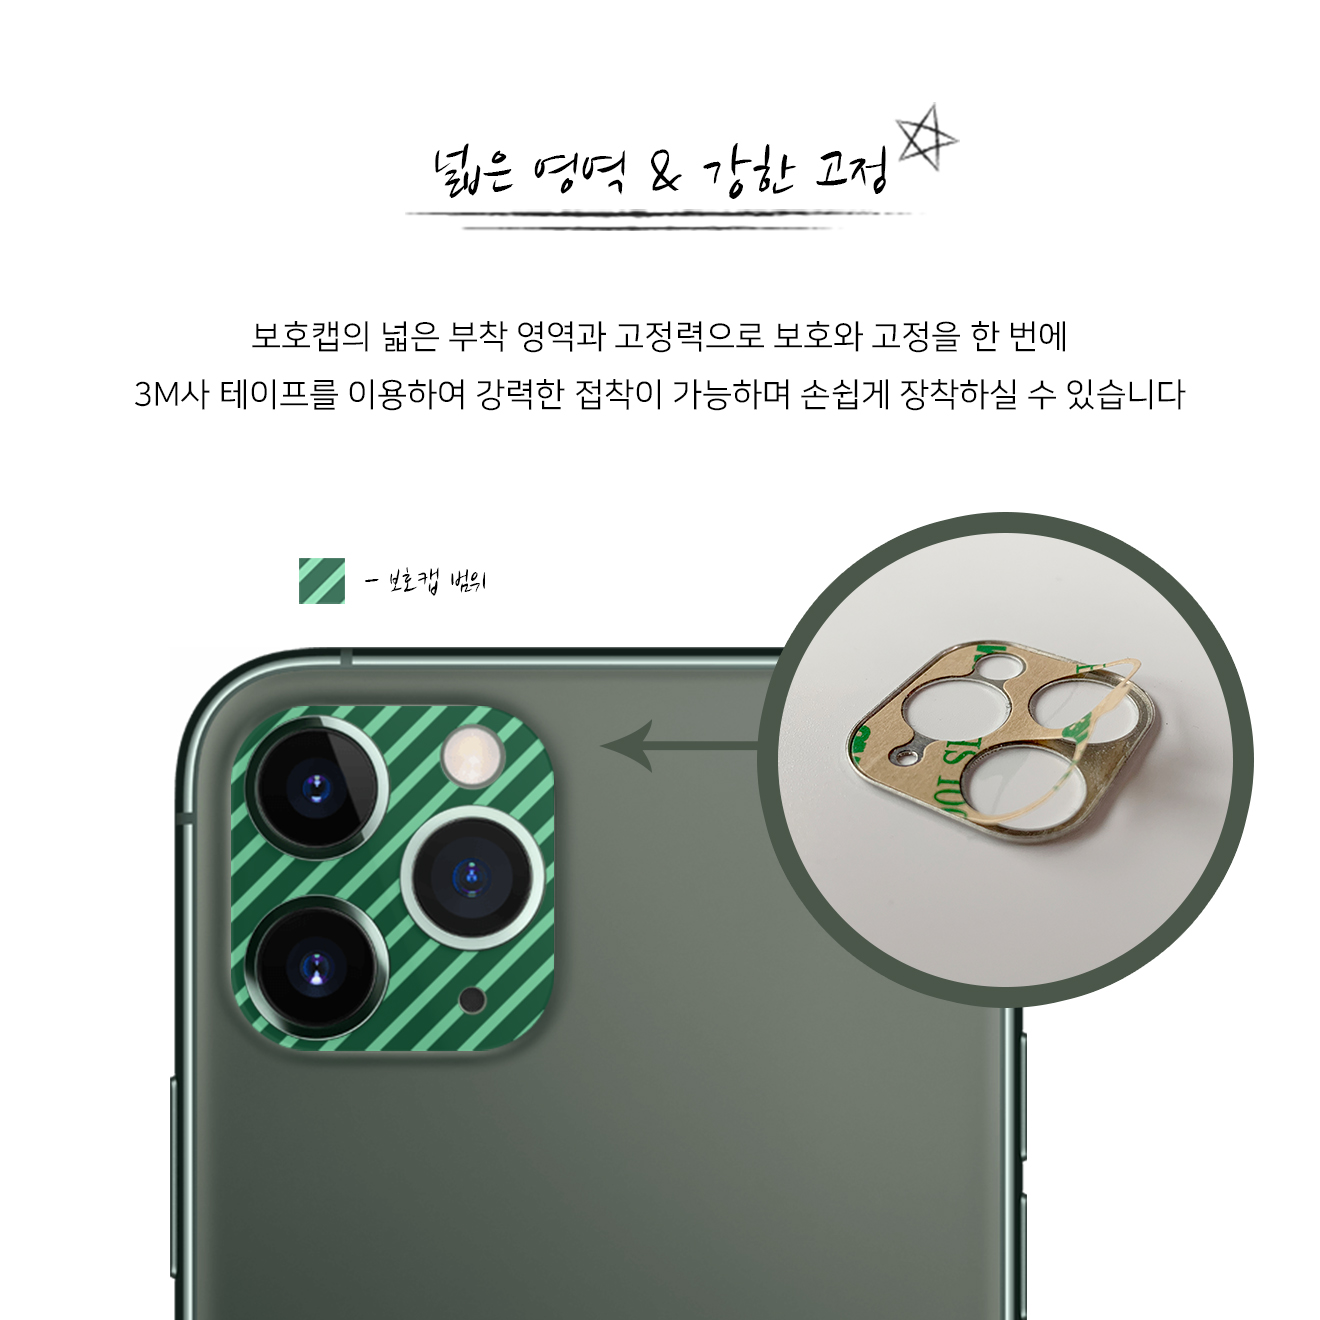 넓은 영역 & 강한 고정
보호캡의 넓은 부착 영역과 고정력으로 보호와 고정을 한 번에
3M사 테이프를 이용하여 강력한 접착이 가능하며 손쉽게 장착하실 수 있습니다
- 보호캡 범위